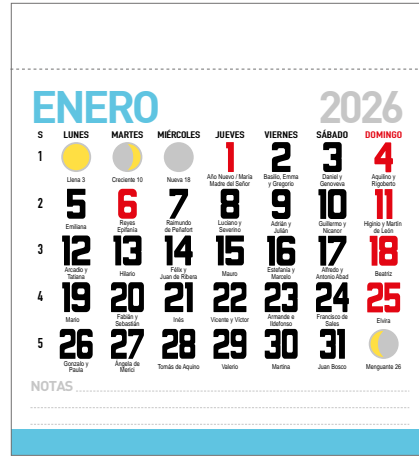 ENERO 2026
S LUNES MARTES MIÉRCOLES JUEVES VIERNES SÁBADO DOMINGO
1 1 2 3 4
Llena 3 Creciente 10 Nueva 18 Año Nuevo / María Basilio, Emma Daniel y Aquilino y
Madre del Señor y Gregorio Genoveva Rigoberto
2 5 6 7 8 9 10 11
Emiliana Reyes Raimundo Luciano y Adrián y Guillermo y Higinio y Martín
Epifanía de Peñafort Severino Julián Nicanor de León
3 12 13 14 15 16 17 18
Arcadio y Hilario Félix y Mauro Estefanía y Alfredo y Beatriz
Tatiana Juan de Ribera Marcelo Antonio Abad
4 19 20 21 22 23 24 25
Mario Fabián y Inés Vicente y Víctor Armande e Francisco de Elvira
Sebastián Ildefonso Sales
5 26 27 28 29 30 31
Gonzalo y Ángela de Tomás de Aquino Valerio Martina Juan Bosco Menguante 26
Paula Merici
NOTAS